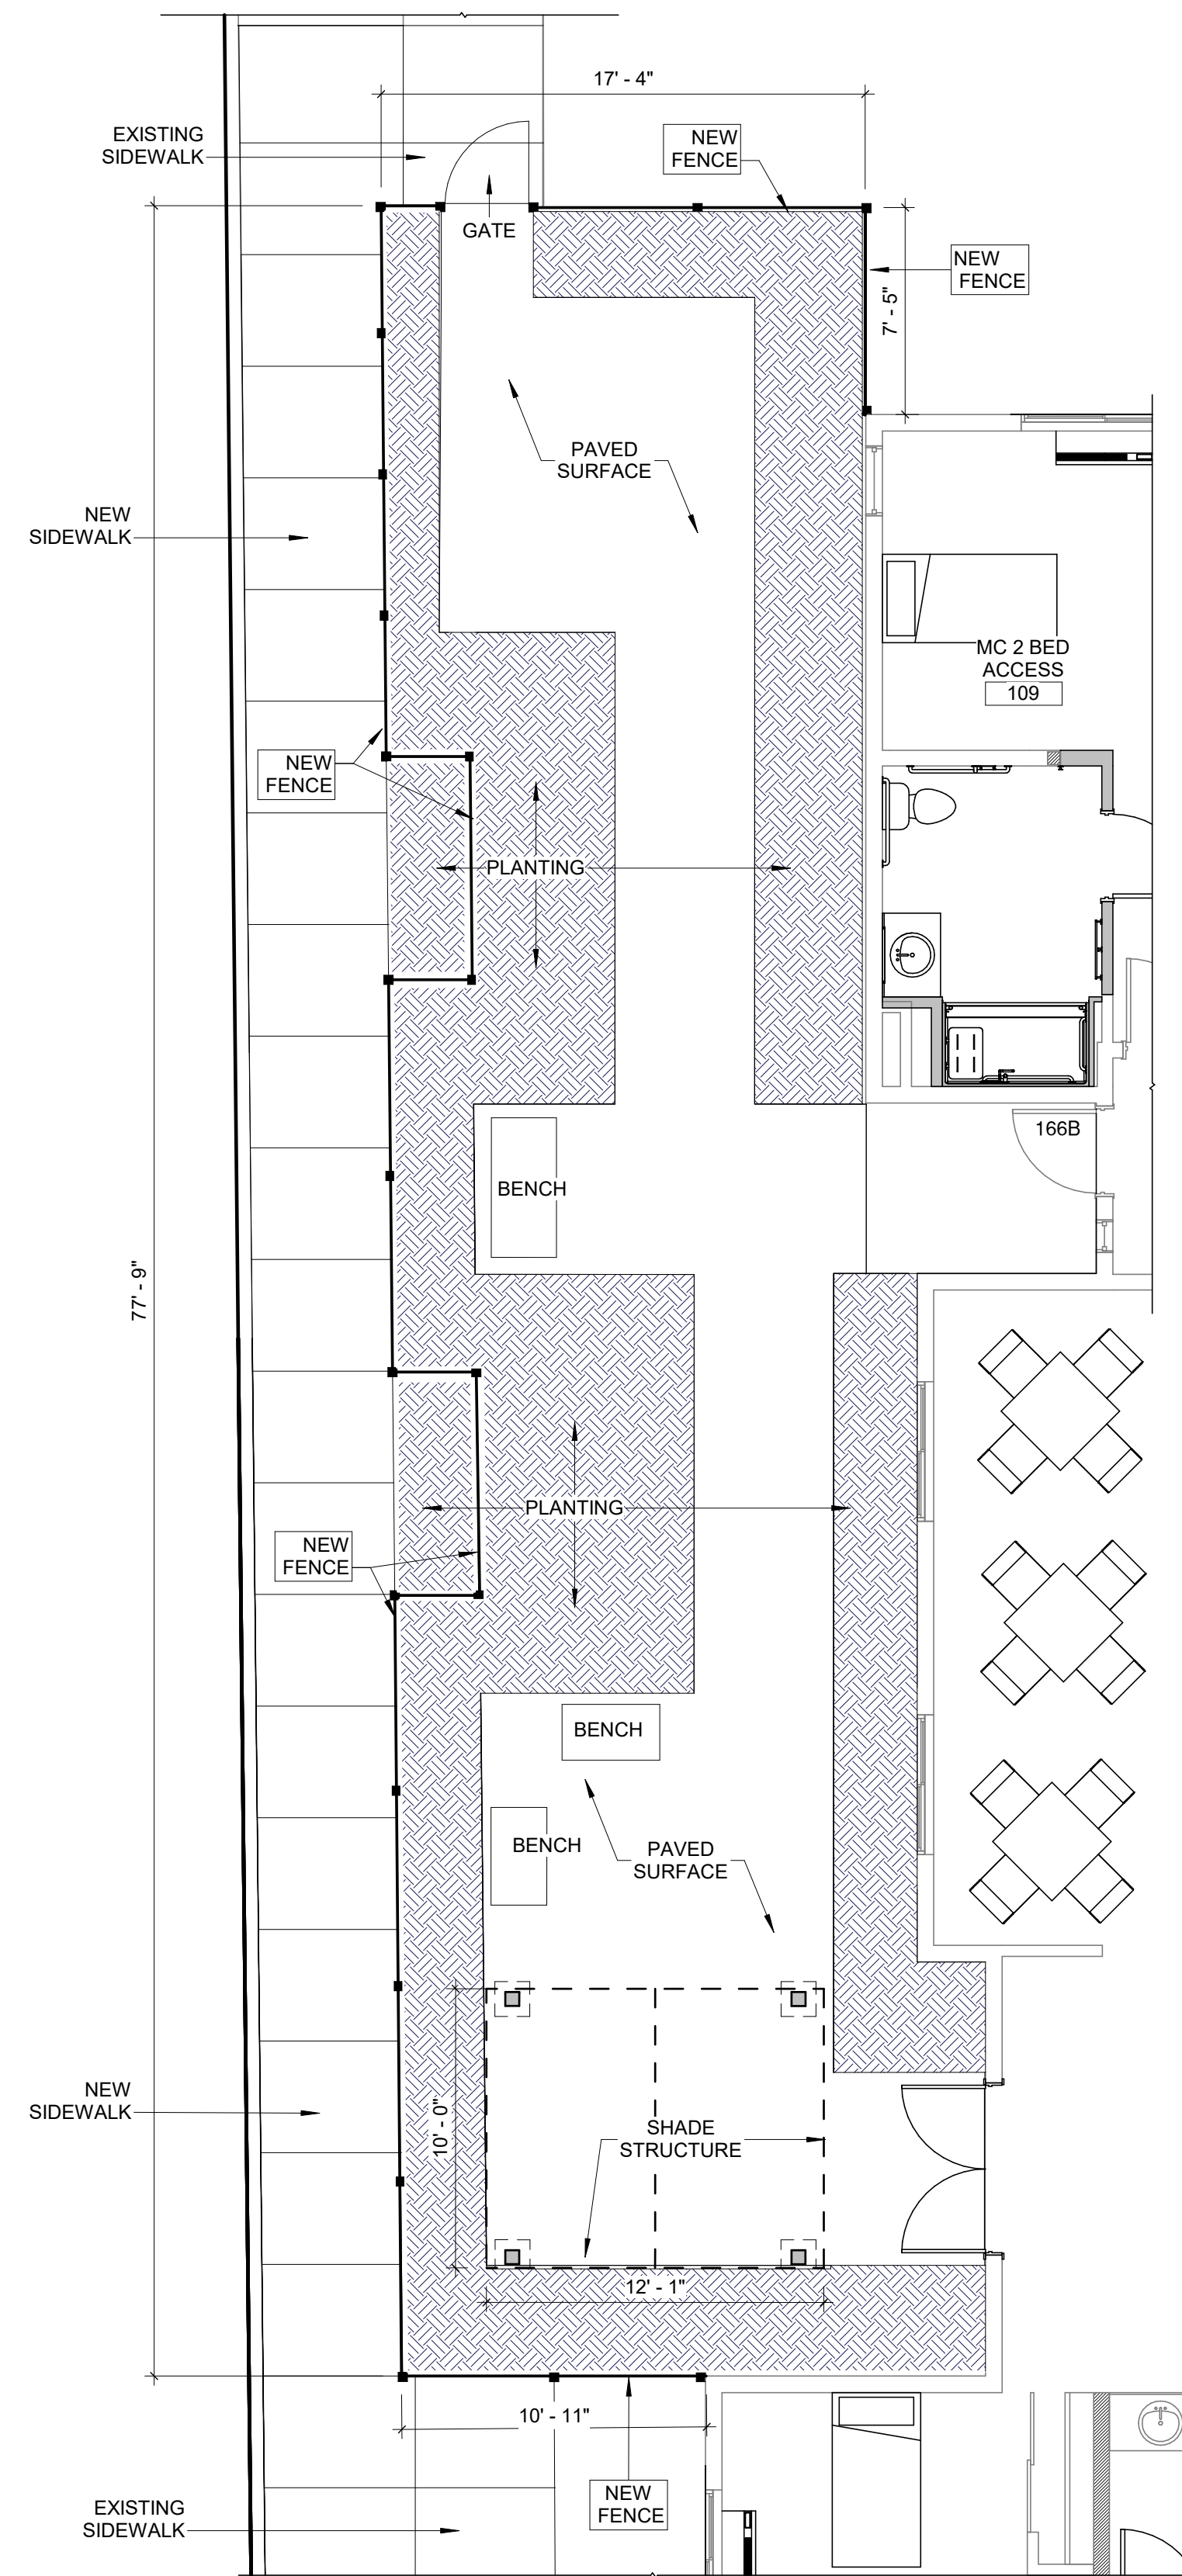 17' - 4"
EXISTING
SIDEWALK
NEW
FENCE
GATE
NEW
FENCE
7' - 5"
PAVED
SURFACE
NEW
SIDEWALK
MC 2 BED
ACCESS
109
NEW
FENCE
PLANTING
166B
BENCH
77' - 9"
PLANTING
NEW
FENCE
BENCH
BENCH
PAVED
SURFACE
NEW
SIDEWALK
10' - 0"
SHADE
STRUCTURE
12' - 1"
10' - 11"
NEW
FENCE
EXISTING
SIDEWALK